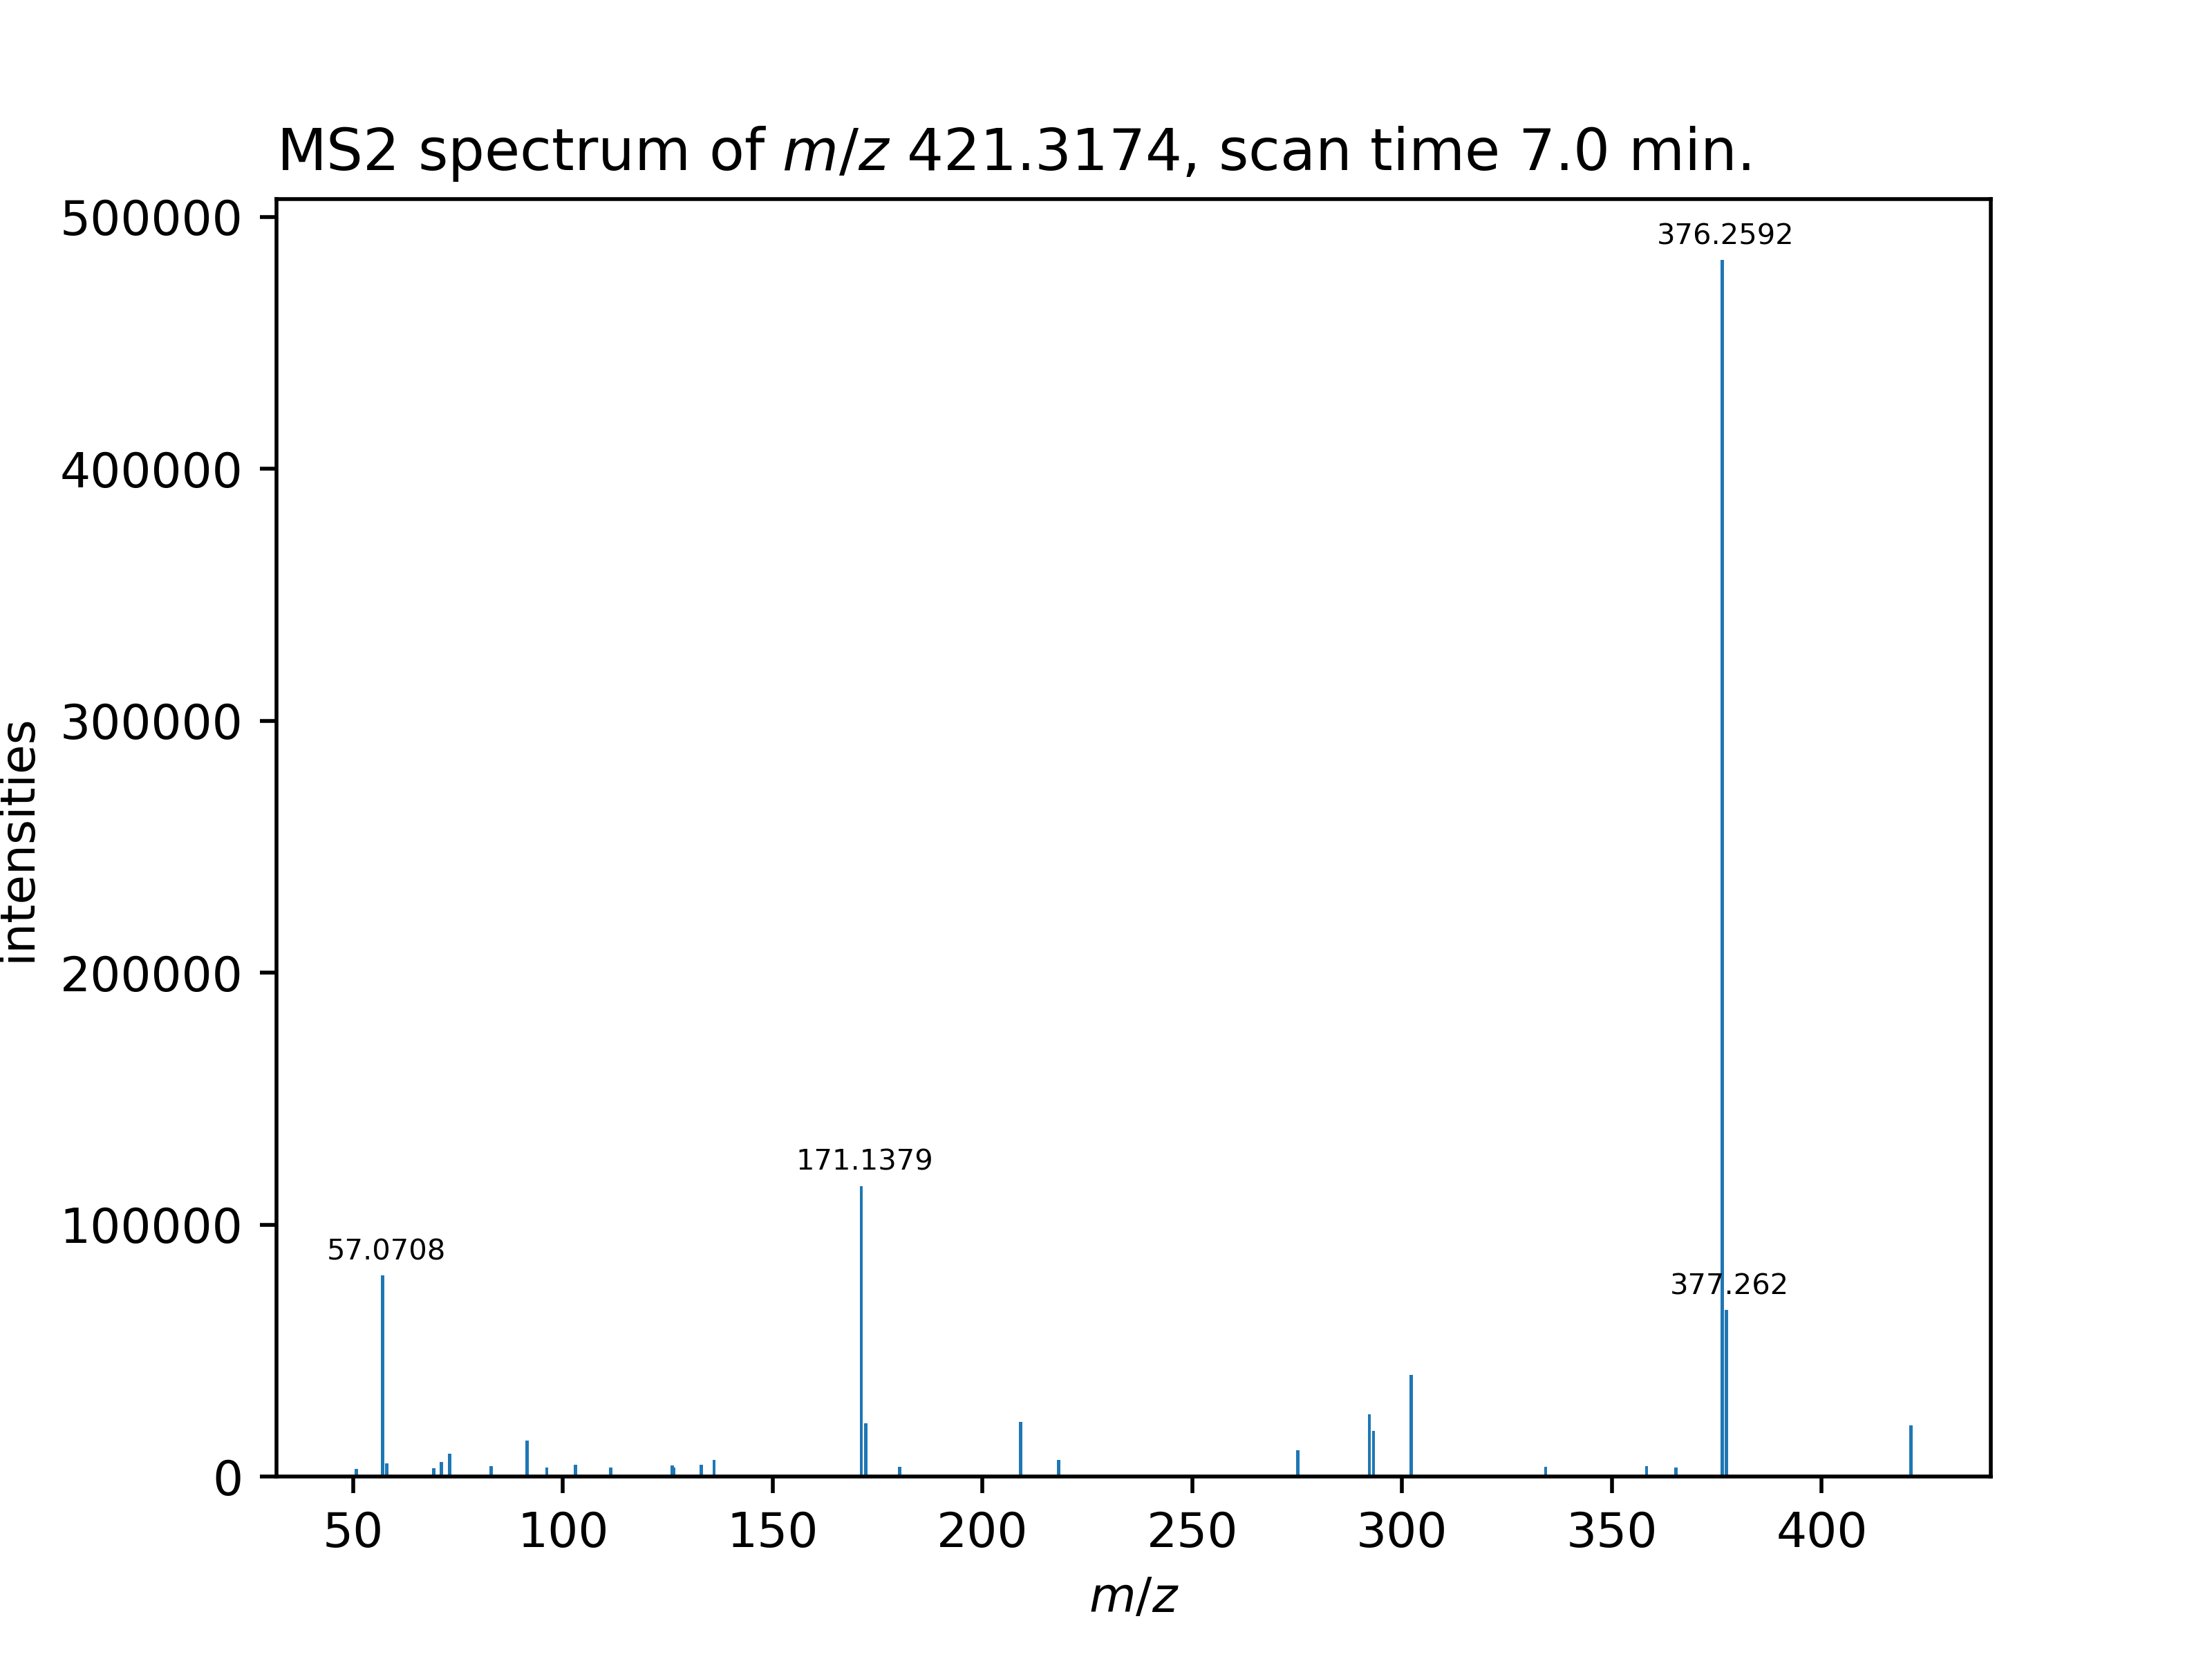 MS2 spectrum of m/z 421.3174, scan time 7.0 min.
500000
376.2592
400000
300000
intensities
200000
171.1379
100000
57.0708
377.262
0
50 100 150 200 250 300 350 400
m/z